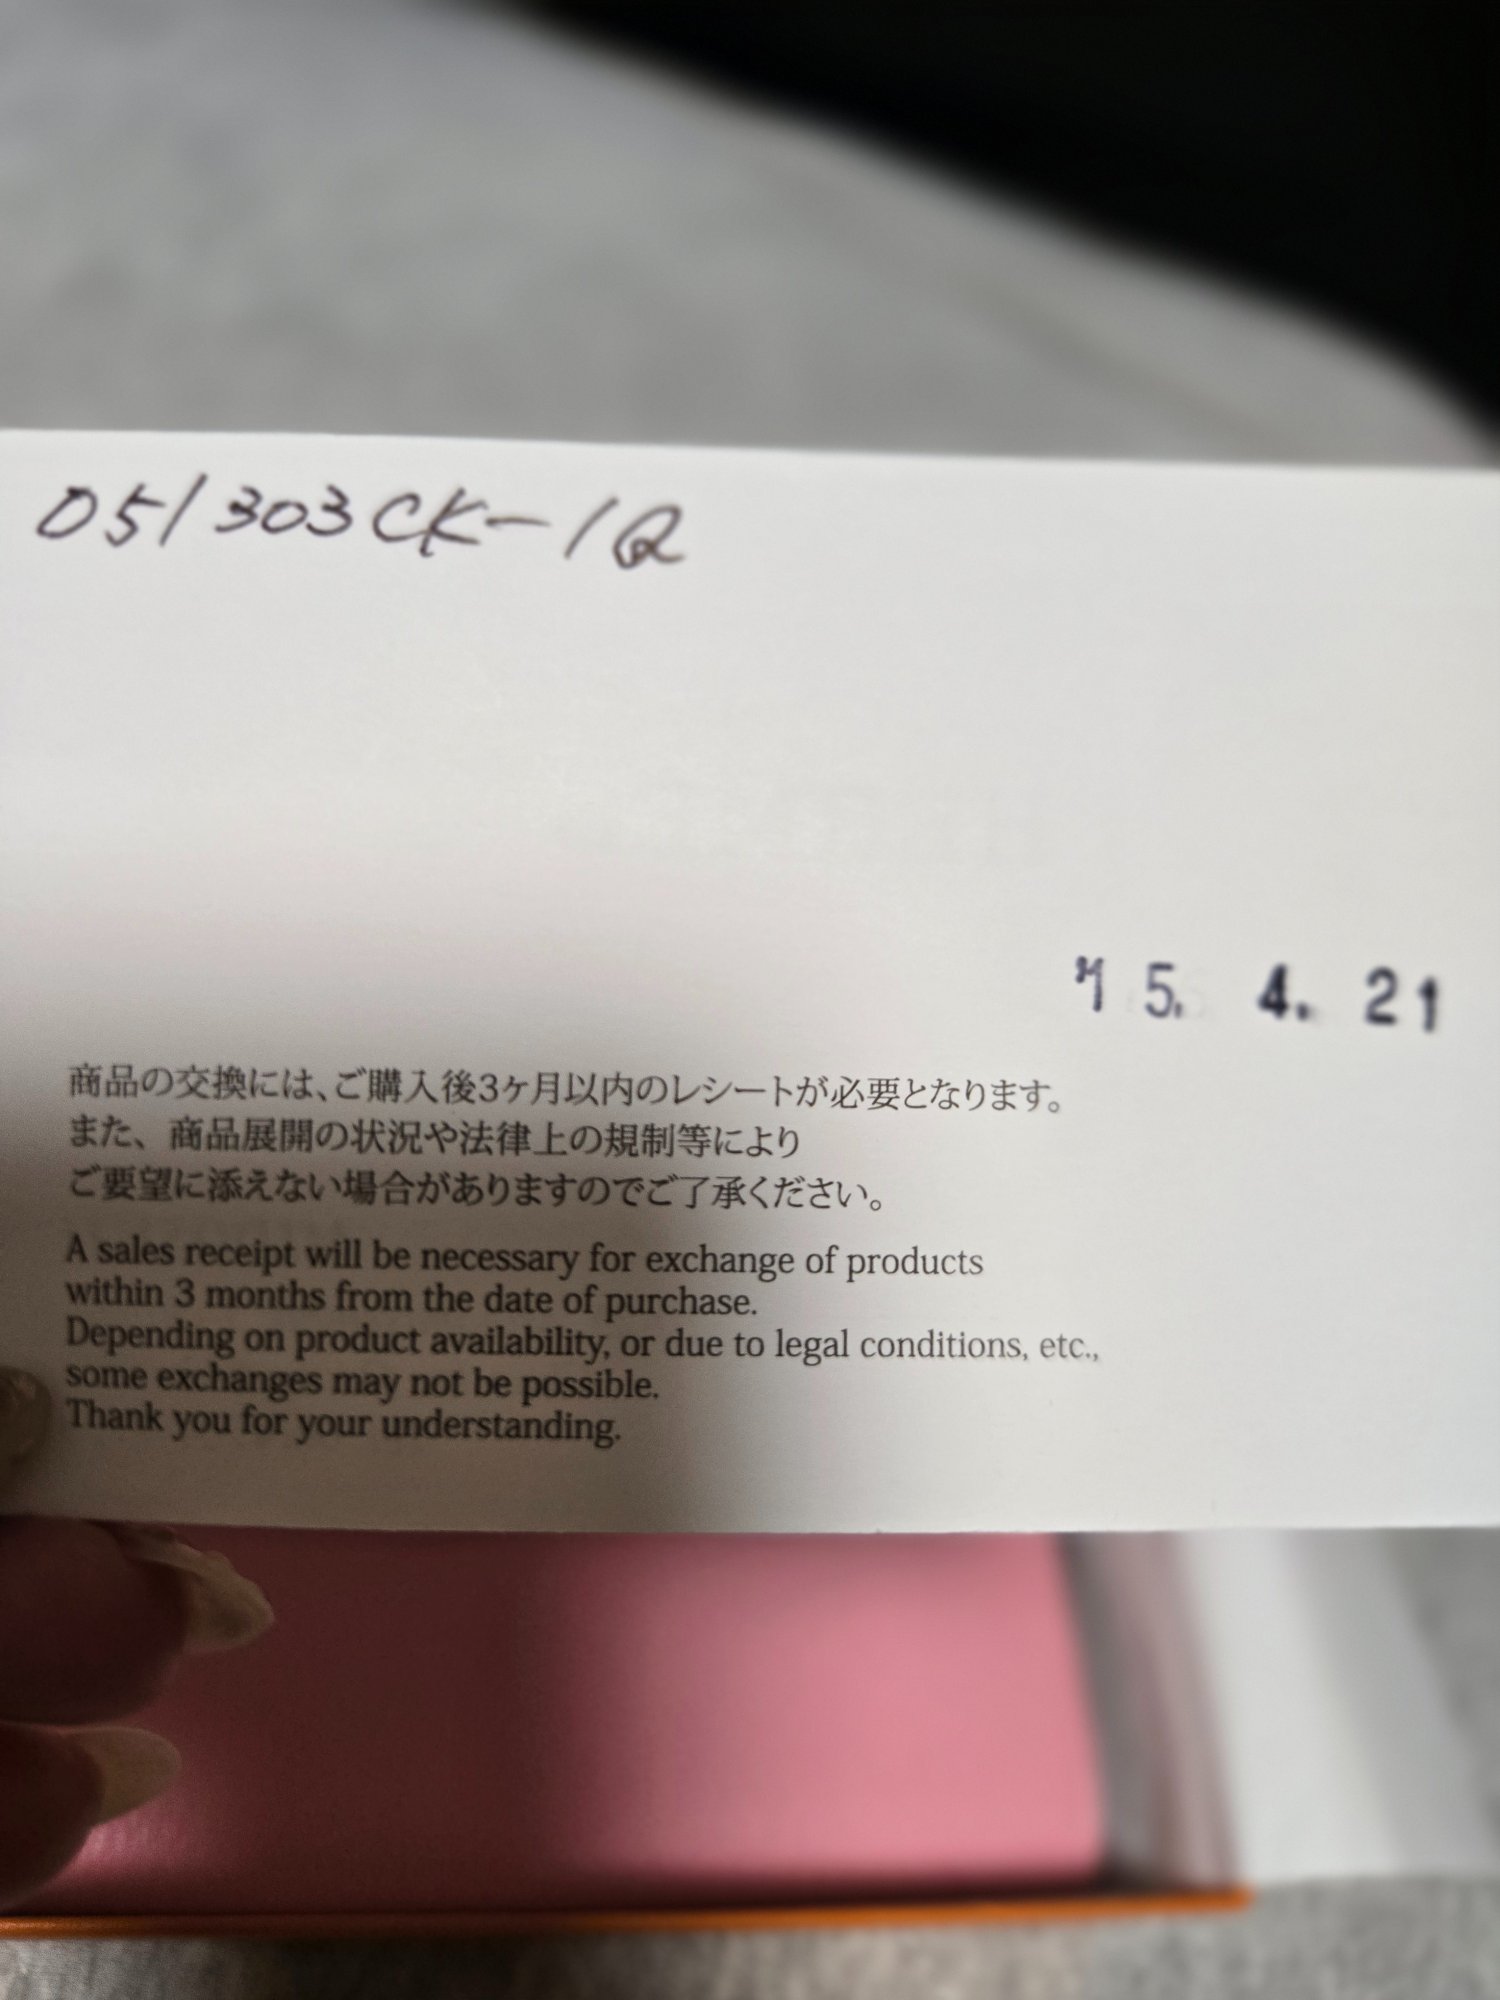 051303CK-1Q
15. 4. 21
商品の交換には、ご購入後3ヶ月以内のレシートが必要となります。
また、商品展開の状況や法律上の規制等により
ご要望に添えない場合がありますのでご了承ください。
A sales receipt will be necessary for exchange of products
within 3 months from the date of purchase.
Depending on product availability, or due to legal conditions, etc.,
some exchanges may not be possible.
Thank you for your understanding.